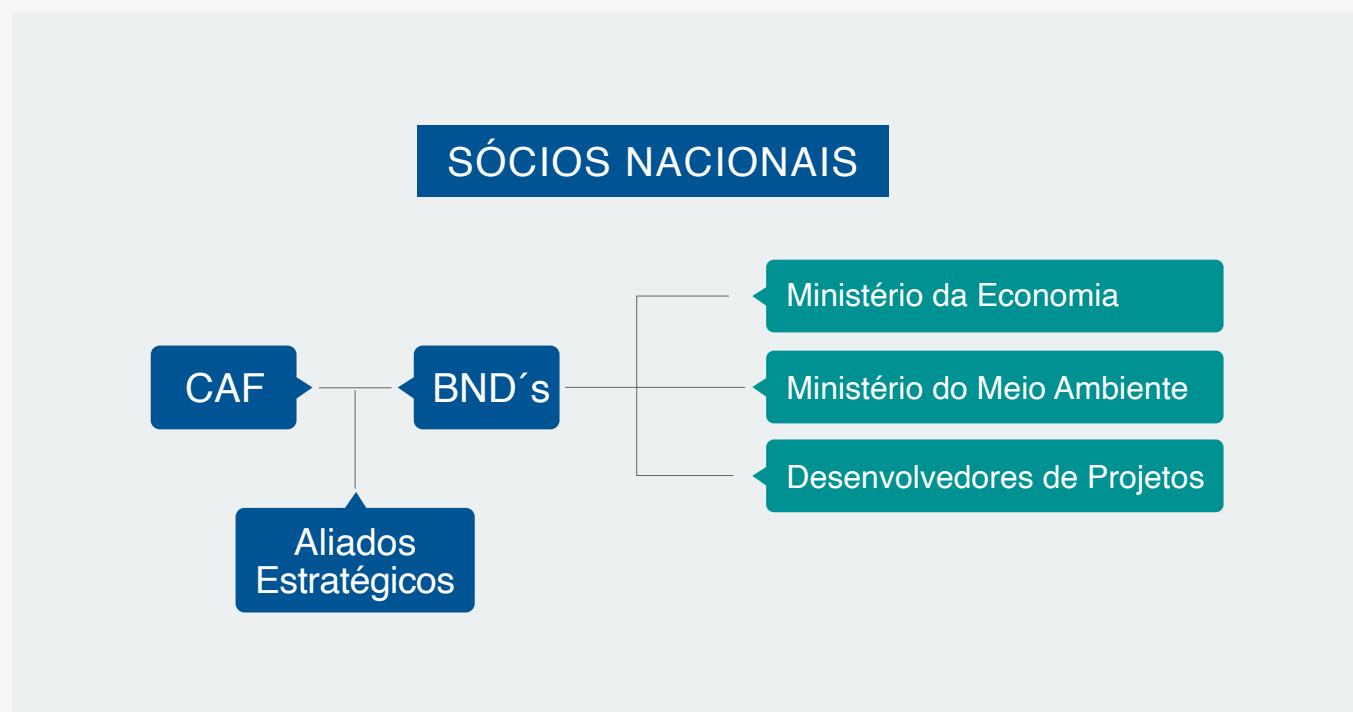 SÓCIOS NACIONAIS
Ministério da Economia
CAF
BND´s
Ministério do Meio Ambiente
Desenvolvedores de Projetos
Aliados
Estratégicos